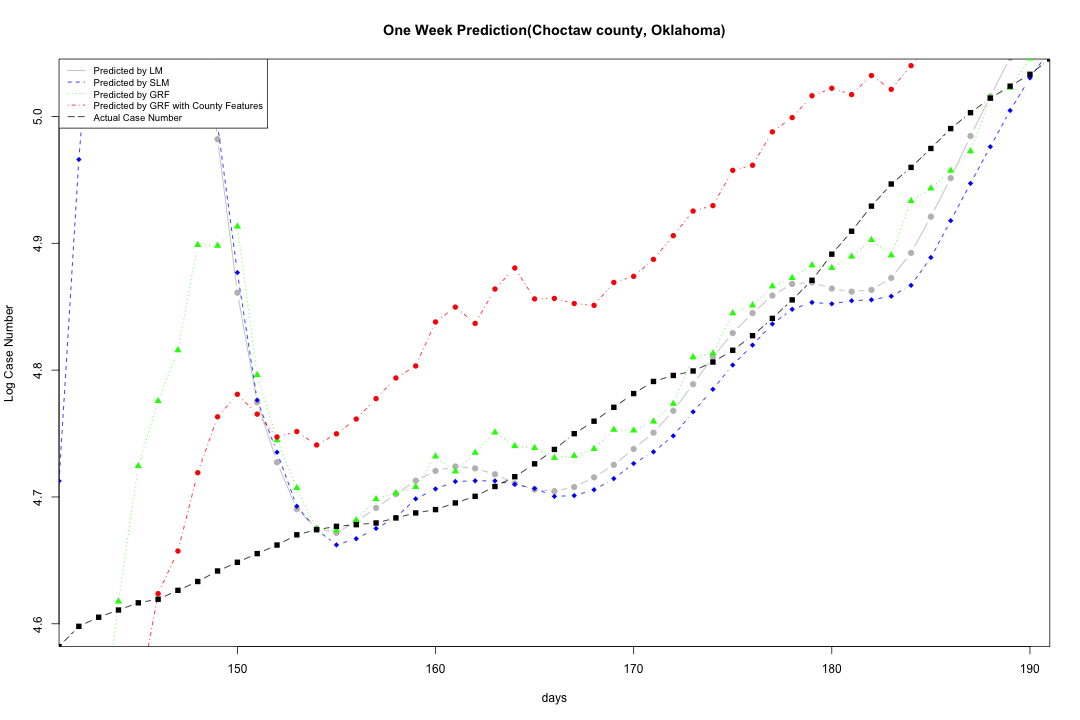 One Week Prediction(Choctaw county, Oklahoma)
Predicted by LM
Predicted by SLM
Predicted by GRF
Predicted by GRF with County Features
Actual Case Number
5.0
4.9
4.8
4.7
4.6
Log Case Number
150 160 170 180 190
days